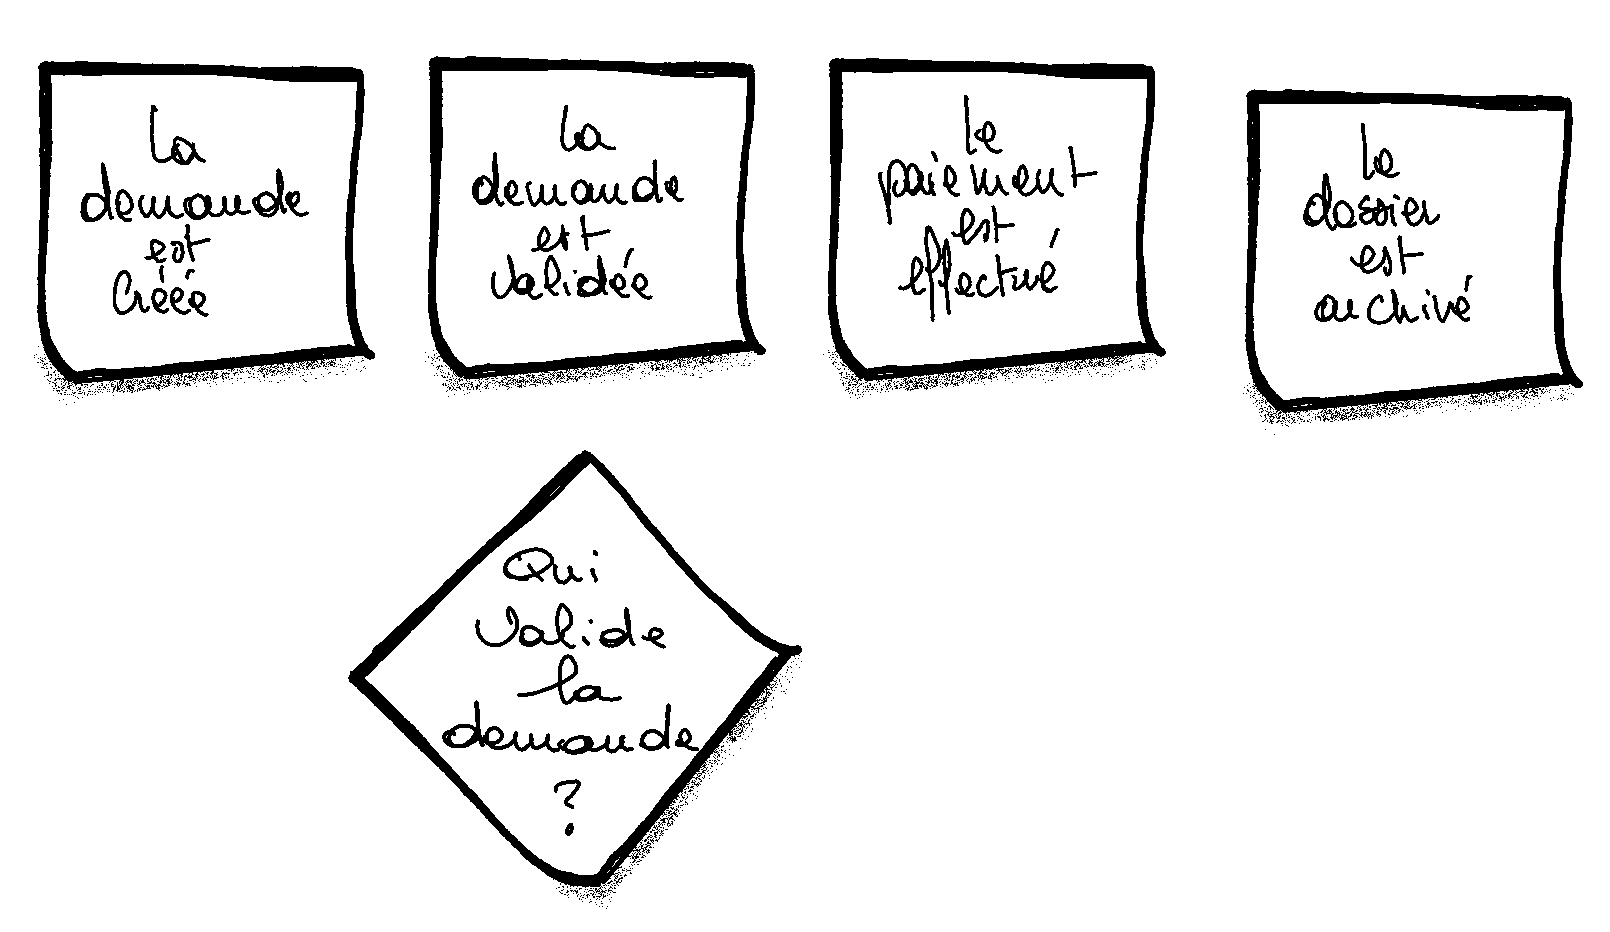 La
demande
est
Créée
la
demande
est
validée
le
paiement
est
effectué
le
dossier
est
archivé
Qui
valide
la
demande
?